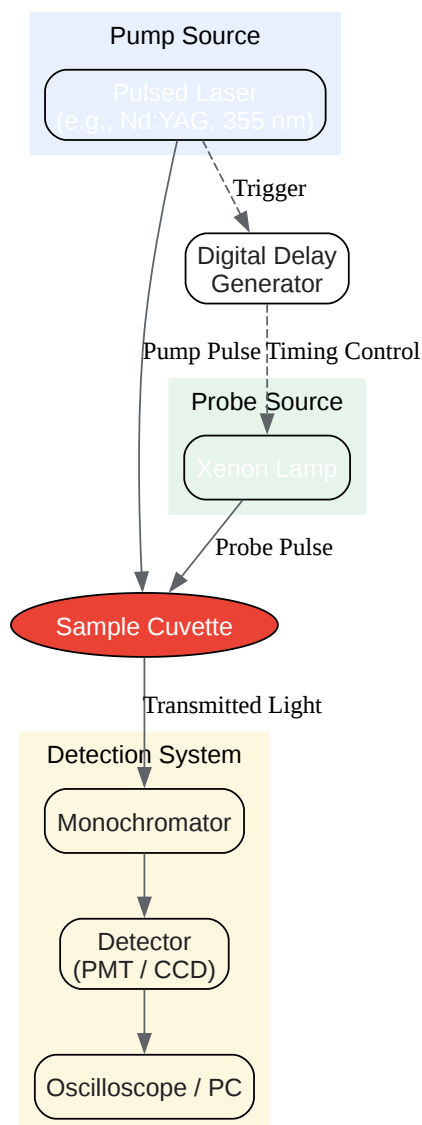 Pump Source
Pulsed Laser
(e.g., Nd:YAG, 355 nm)
Trigger
Digital Delay
Generator
Pump Pulse
Timing Control
Probe Source
Xenon Lamp
Probe Pulse
Sample Cuvette
Transmitted Light
Detection System
Monochromator
Detector
(PMT / CCD)
Oscilloscope / PC